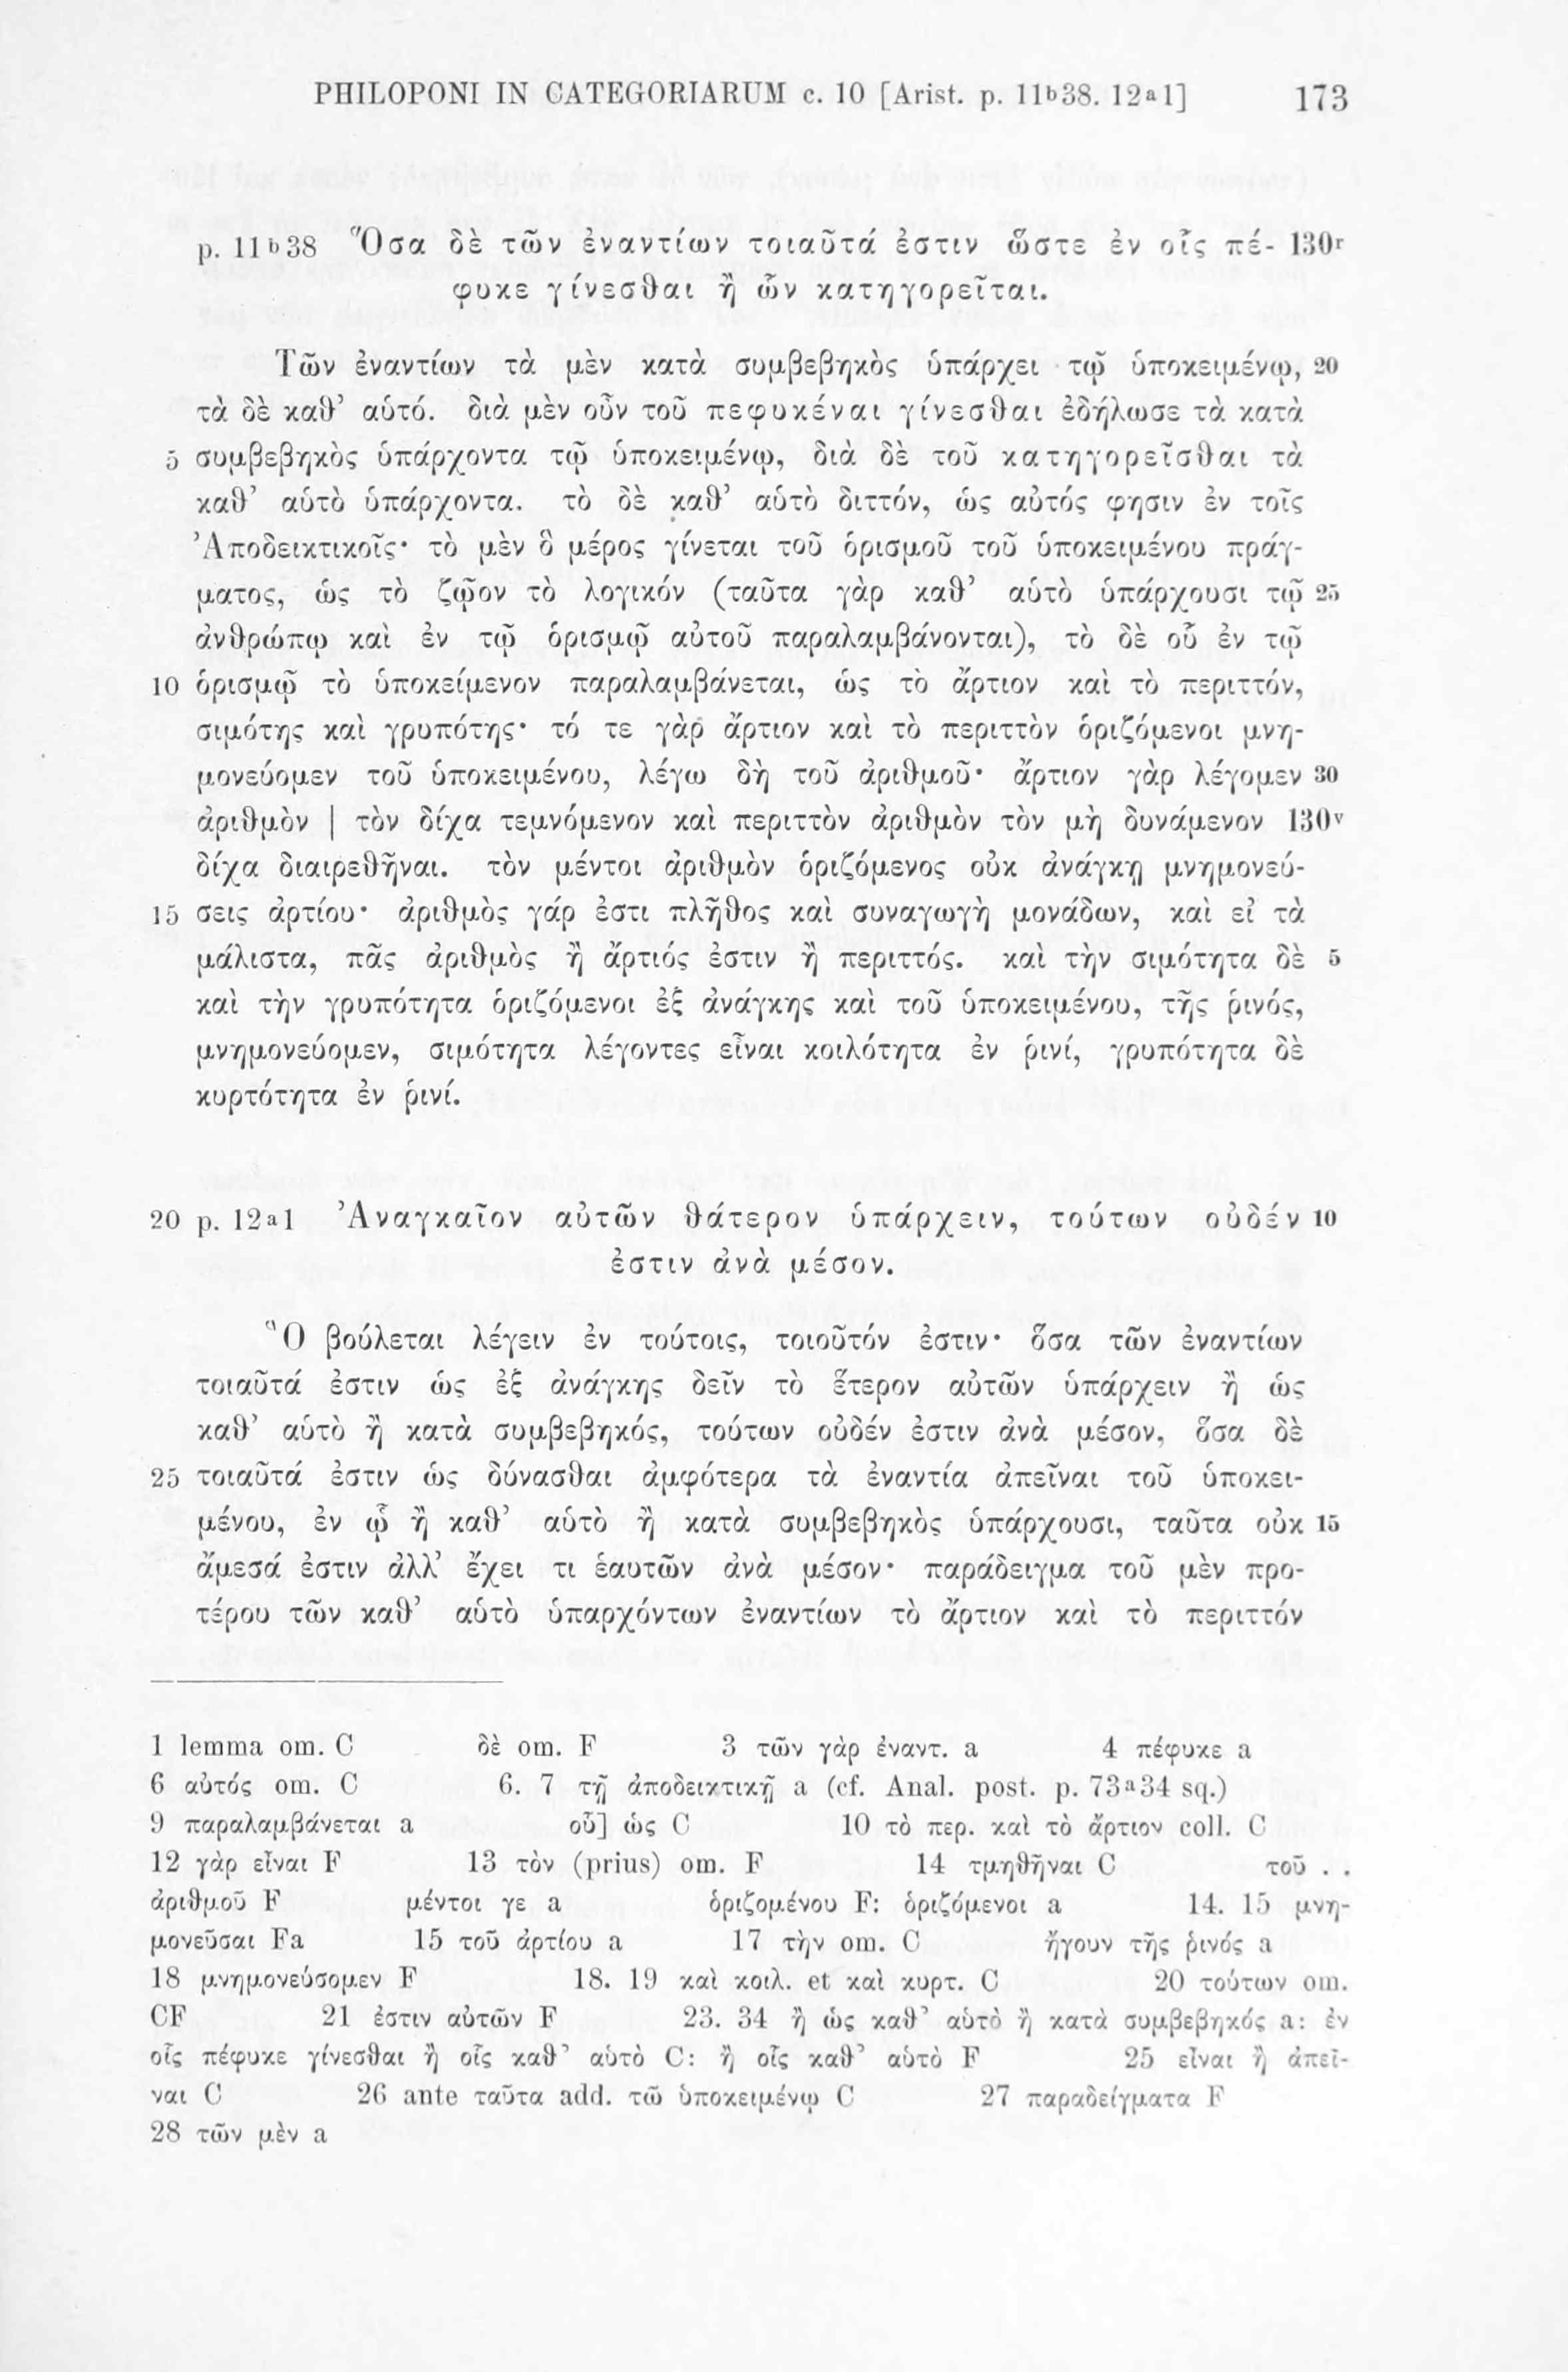 PHILOPONI IN CATEGORIARUM c. 10 [Arist. p. 11b38. 12a1] 173
p. 11b38 Ὅσα δὲ τῶν ἐναντίων τοιαῦτά ἐστιν ὥστε ἐν οἷς πέ- 130r
φυκε γίνεσθαι ἢ ὧν κατηγορεῖται.
Τῶν ἐναντίων τὰ μὲν κατὰ συμβεβηκὸς ὑπάρχει τῷ ὑποκειμένῳ, 20
τὰ δὲ καθ’ αὑτό. διὰ μὲν οὖν τοῦ πεφυκέναι γίνεσθαι ἐδήλωσε τὰ κατὰ
5 συμβεβηκὸς ὑπάρχοντα τῷ ὑποκειμένῳ, διὰ δὲ τοῦ κατηγορεῖσθαι τὰ
καθ’ αὑτὸ ὑπάρχοντα. τὸ δὲ καθ’ αὑτὸ διττόν, ὡς αὐτός φησιν ἐν τοῖς
Ἀποδεικτικοῖς· τὸ μὲν ὃ μέρος γίνεται τοῦ ὁρισμοῦ τοῦ ὑποκειμένου πράγ-
ματος, ὡς τὸ ζῷον τὸ λογικόν (ταῦτα γὰρ καθ’ αὑτὸ ὑπάρχουσι τῷ 25
ἀνθρώπῳ καὶ ἐν τῷ ὁρισμῷ αὐτοῦ παραλαμβάνονται), τὸ δὲ οὗ ἐν τῷ
10 ὁρισμῷ τὸ ὑποκείμενον παραλαμβάνεται, ὡς τὸ ἄρτιον καὶ τὸ περιττόν,
σιμότης καὶ γρυπότης· τό τε γὰρ ἄρτιον καὶ τὸ περιττὸν ὁριζόμενοι μνη-
μονεύομεν τοῦ ὑποκειμένου, λέγω δὴ τοῦ ἀριθμοῦ· ἄρτιον γὰρ λέγομεν 30
ἀριθμὸν | τὸν δίχα τεμνόμενον καὶ περιττὸν ἀριθμὸν τὸν μὴ δυνάμενον 130v
δίχα διαιρεθῆναι. τὸν μέντοι ἀριθμὸν ὁριζόμενος οὐκ ἀνάγκῃ μνημονεύ-
15 σεις ἀρτίου· ἀριθμὸς γάρ ἐστι πλῆθος καὶ συναγωγὴ μονάδων, καὶ εἰ τὰ
μάλιστα, πᾶς ἀριθμὸς ἢ ἄρτιός ἐστιν ἢ περιττός. καὶ τὴν σιμότητα δὲ 5
καὶ τὴν γρυπότητα ὁριζόμενοι ἐξ ἀνάγκης καὶ τοῦ ὑποκειμένου, τῆς ῥινός,
μνημονεύομεν, σιμότητα λέγοντες εἶναι κοιλότητα ἐν ῥινί, γρυπότητα δὲ
κυρτότητα ἐν ῥινί.
20 p. 12a1 Ἀναγκαῖον αὐτῶν θάτερον ὑπάρχειν, τούτων οὐδέν 10
ἐστιν ἀνὰ μέσον.
Ὃ βούλεται λέγειν ἐν τούτοις, τοιοῦτόν ἐστιν· ὅσα τῶν ἐναντίων
τοιαῦτά ἐστιν ὡς ἐξ ἀνάγκης δεῖν τὸ ἕτερον αὐτῶν ὑπάρχειν ἢ ὡς
καθ’ αὑτὸ ἢ κατὰ συμβεβηκός, τούτων οὐδέν ἐστιν ἀνὰ μέσον, ὅσα δὲ
25 τοιαῦτά ἐστιν ὡς δύνασθαι ἀμφότερα τὰ ἐναντία ἀπεῖναι τοῦ ὑποκει-
μένου, ἐν ᾧ ἢ καθ’ αὑτὸ ἢ κατὰ συμβεβηκὸς ὑπάρχουσι, ταῦτα οὐκ 15
ἄμεσά ἐστιν ἀλλ’ ἔχει τι ἑαυτῶν ἀνὰ μέσον· παράδειγμα τοῦ μὲν προ-
τέρου τῶν καθ’ αὑτὸ ὑπαρχόντων ἐναντίων τὸ ἄρτιον καὶ τὸ περιττόν
1 lemma om. C δὲ om. F 3 τῶν γὰρ ἐναντ. a 4 πέφυκε a
6 αὐτός om. C 6. 7 τῇ ἀποδεικτικῇ a (cf. Anal. post. p. 73a34 sq.)
9 παραλαμβάνεται a οὗ] ὡς C 10 τὸ περ. καὶ τὸ ἄρτιον coll. C
12 γὰρ εἶναι F 13 τὸν (prius) om. F 14 τμηθῆναι C τοῦ . .
ἀριθμοῦ F μέντοι γε a ὁριζομένου F: ὁριζόμενοι a 14. 15 μνη-
μονεῦσαι Fa 15 τοῦ ἀρτίου a 17 τὴν om. C ἤγουν τῆς ῥινός a
18 μνημονεύσομεν F 18. 19 καὶ κοιλ. et καὶ κυρτ. C 20 τούτων om.
CF 21 ἐστιν αὐτῶν F 23. 34 ἢ ὡς καθ’ αὑτὸ ἢ κατὰ συμβεβηκός a: ἐν
οἷς πέφυκε γίνεσθαι ἢ οἷς καθ’ αὑτὸ C: ἢ οἷς καθ’ αὑτὸ F 25 εἶναι ἢ ἀπεῖ-
ναι C 26 ante ταῦτα add. τῶ ὑποκειμένῳ C 27 παραδείγματα F
28 τῶν μὲν a